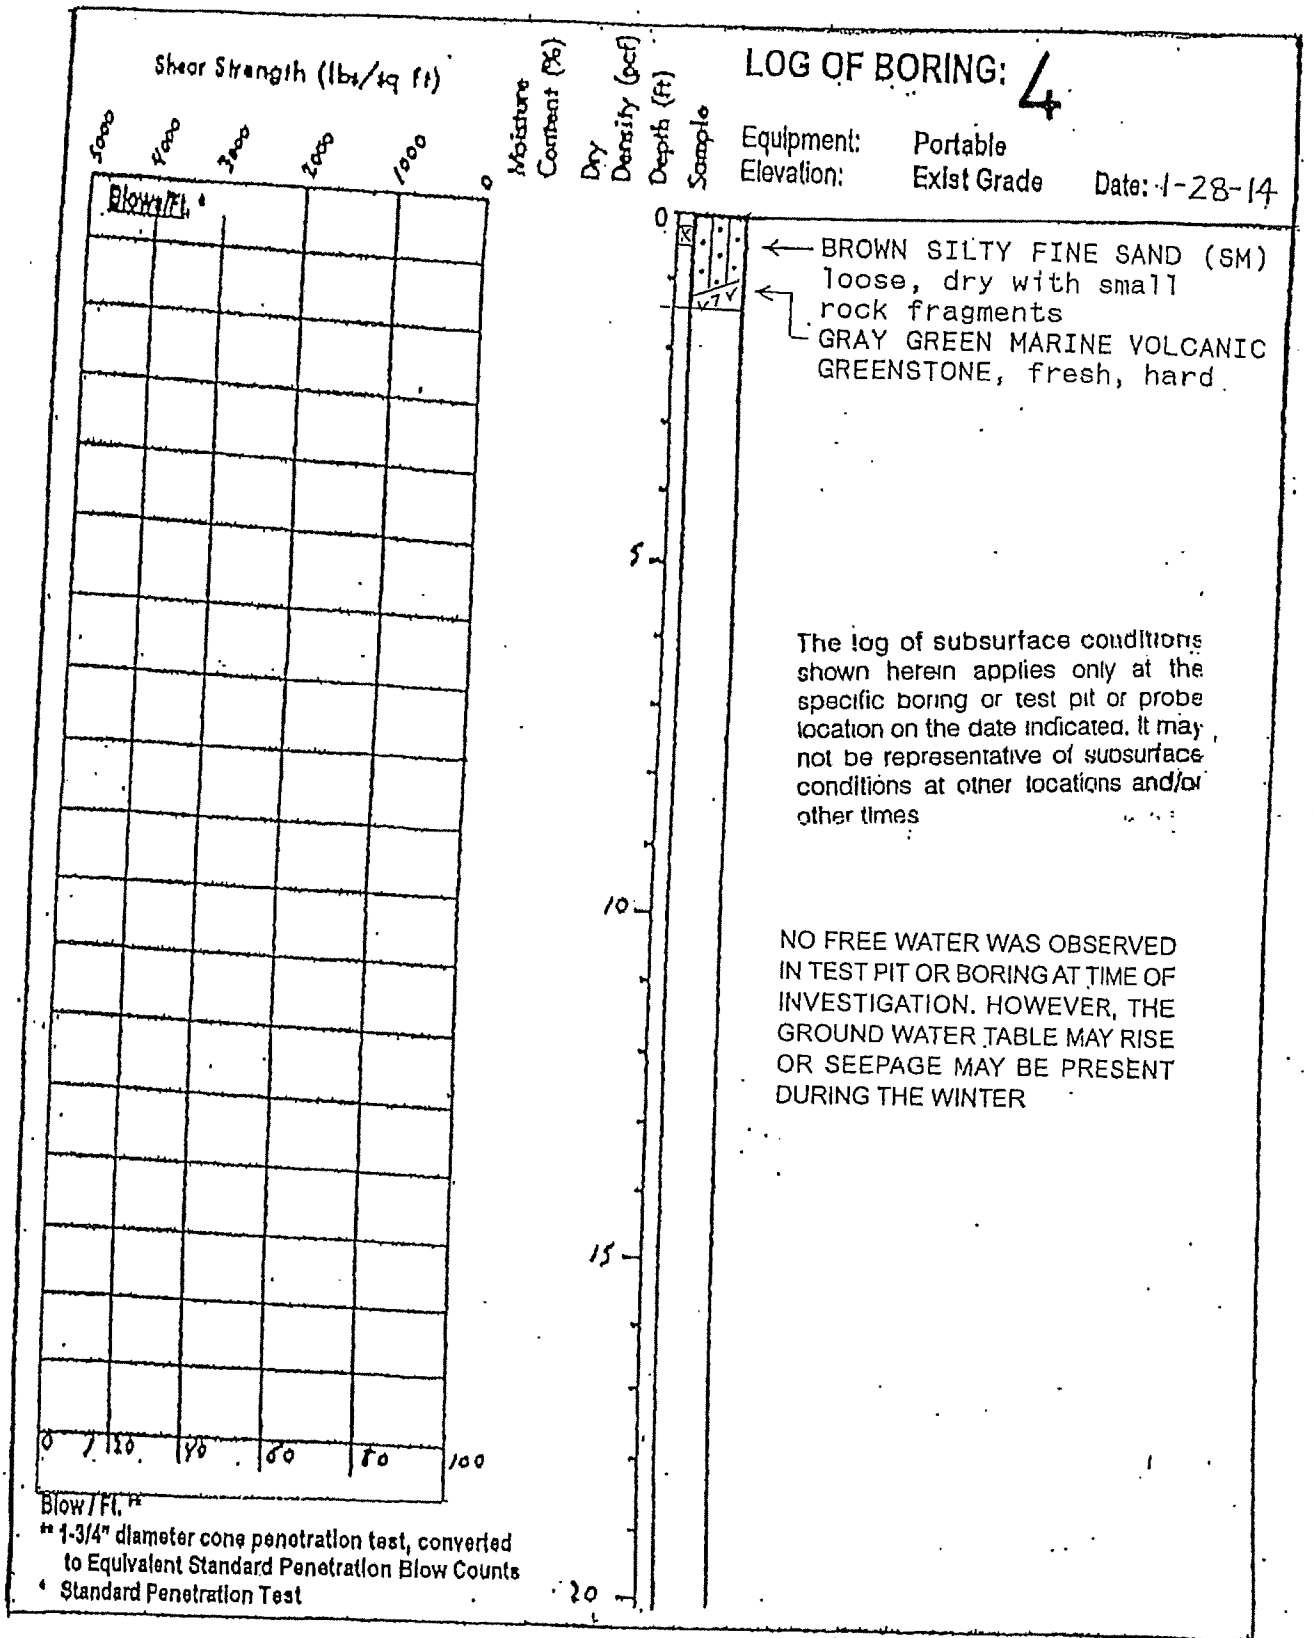 Shear Strength (lbs/sq ft)
5000
4000
3000
2000
1000
0
Moisture
Content (%)
Dry
Density (pcf)
Depth (ft)
Sample
LOG OF BORING: 4
Equipment: Portable
Elevation: Exist Grade Date: 1-28-14
Blows/Ft. *
0
BROWN SILTY FINE SAND (SM)
loose, dry with small
rock fragments
GRAY GREEN MARINE VOLCANIC
GREENSTONE, fresh, hard
5
The log of subsurface conditions
shown herein applies only at the
specific boring or test pit or probe
location on the date indicated. It may
not be representative of subsurface
conditions at other locations and/or
other times
10
NO FREE WATER WAS OBSERVED
IN TEST PIT OR BORING AT TIME OF
INVESTIGATION. HOWEVER, THE
GROUND WATER TABLE MAY RISE
OR SEEPAGE MAY BE PRESENT
DURING THE WINTER
15
0 20 40 60 80 100
Blow/Ft. **
** 1-3/4" diameter cone penetration test, converted
to Equivalent Standard Penetration Blow Counts
* Standard Penetration Test
20